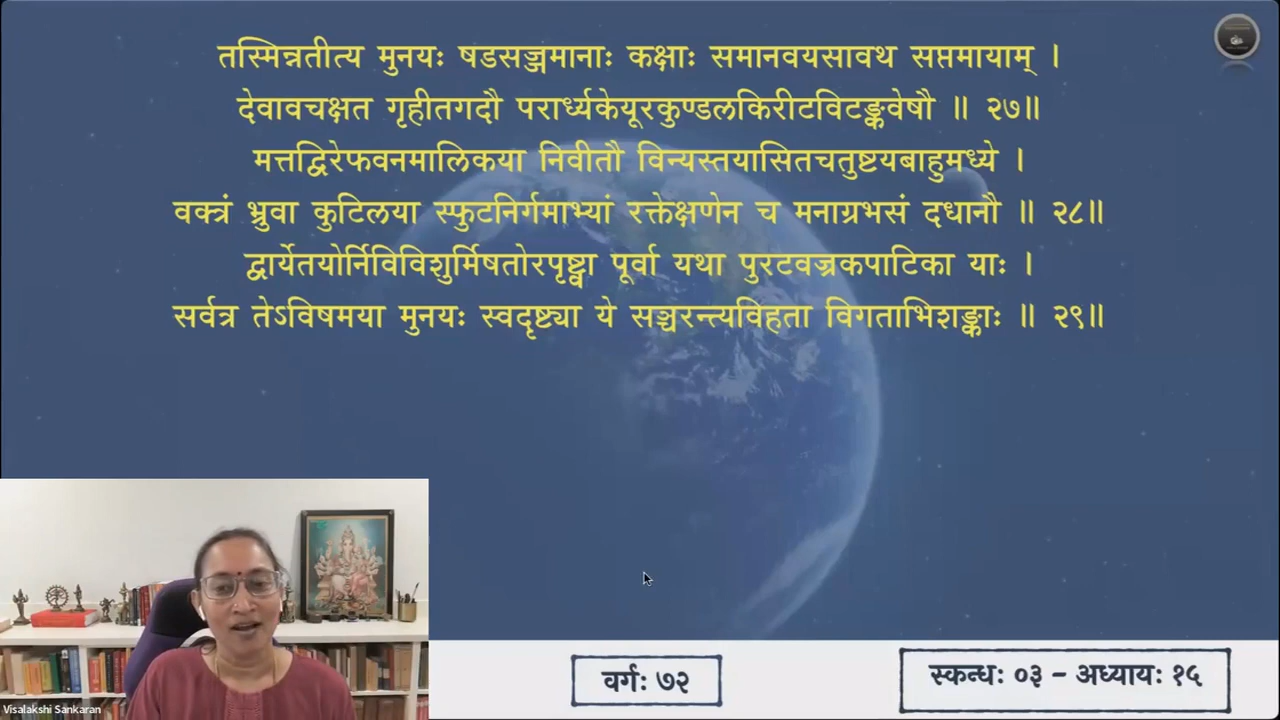 तस्मिन्नतीत्य मुनयः षडसज्जमानाः कक्षाः समानवयसावथ सप्तमायाम् ।
देवावचक्षत गृहीतगदौ परार्ध्यकेयूरकुण्डलकिरीटविटङ्कवेषौ ॥ २७॥
मत्तद्विरेफवनमालिकया निवीतौ विन्यस्तयासितचतुष्टयबाहुमध्ये ।
वक्त्रं भ्रुवा कुटिलया स्फुटनिर्गमाभ्यां रक्तेक्षणेन च मनाग्रभसं दधानौ ॥ २८॥
द्वार्येतयोर्निविविशुर्मिषतोरपृष्ट्वा पूर्वा यथा पुरटवज्रकपाटिका याः ।
सर्वत्र तेऽविषमया मुनयः स्वदृष्ट्या ये सञ्चरन्त्यविहता विगताभिशङ्काः ॥ २९॥
Visalakshi Sankaran
वर्गः ७२
स्कन्धः ०३ - अध्यायः १५